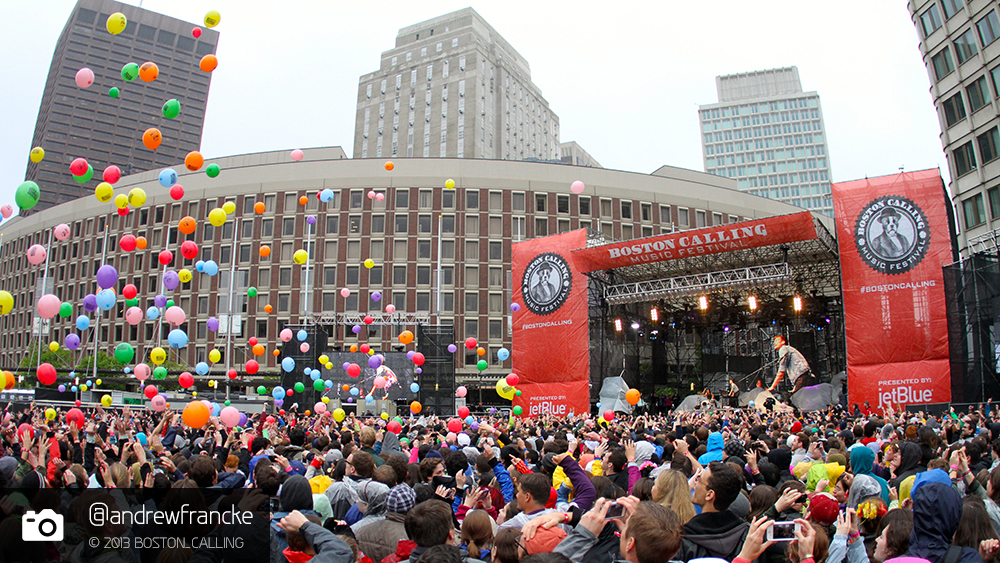 BOSTON CALLING
MUSIC FESTIVAL
BOSTON CALLING
MUSIC FESTIVAL
#BOSTONCALLING
PRESENTED BY:
jetBlue
BOSTON CALLING
MUSIC FESTIVAL
#BOSTONCALLING
PRESENTED BY:
jetBlue
@andrewfrancke
© 2013 BOSTON CALLING